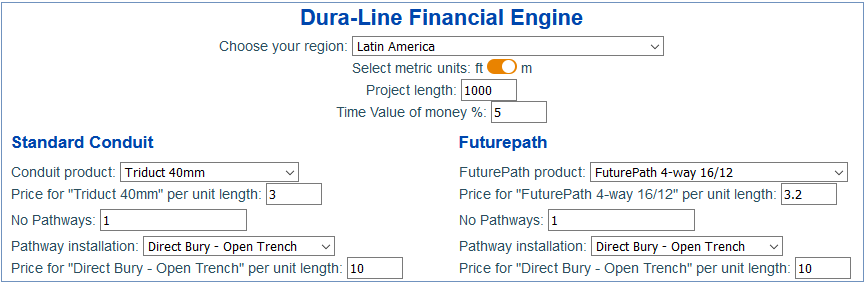 Dura-Line Financial Engine
Choose your region: Latin America
Select metric units: ft m
Project length: 1000
Time Value of money %: 5
Standard Conduit
Conduit product: Triduct 40mm
Price for "Triduct 40mm" per unit length: 3
No Pathways: 1
Pathway installation: Direct Bury - Open Trench
Price for "Direct Bury - Open Trench" per unit length: 10
Futurepath
FuturePath product: FuturePath 4-way 16/12
Price for "FuturePath 4-way 16/12" per unit length: 3.2
No Pathways: 1
Pathway installation: Direct Bury - Open Trench
Price for "Direct Bury - Open Trench" per unit length: 10